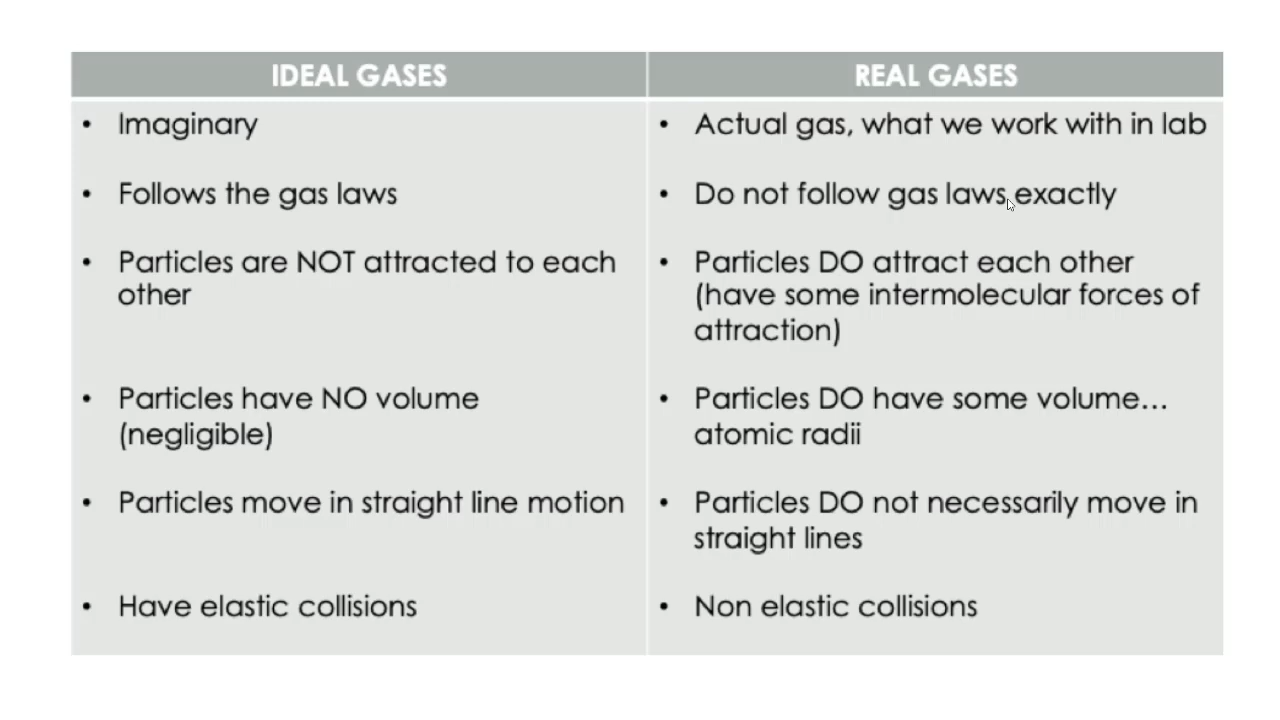 IDEAL GASES
• Imaginary
• Follows the gas laws
• Particles are NOT attracted to each
other
• Particles have NO volume
(negligible)
• Particles move in straight line motion
• Have elastic collisions
REAL GASES
• Actual gas, what we work with in lab
• Do not follow gas laws exactly
• Particles DO attract each other
(have some intermolecular forces of
attraction)
• Particles DO have some volume…
atomic radii
• Particles DO not necessarily move in
straight lines
• Non elastic collisions